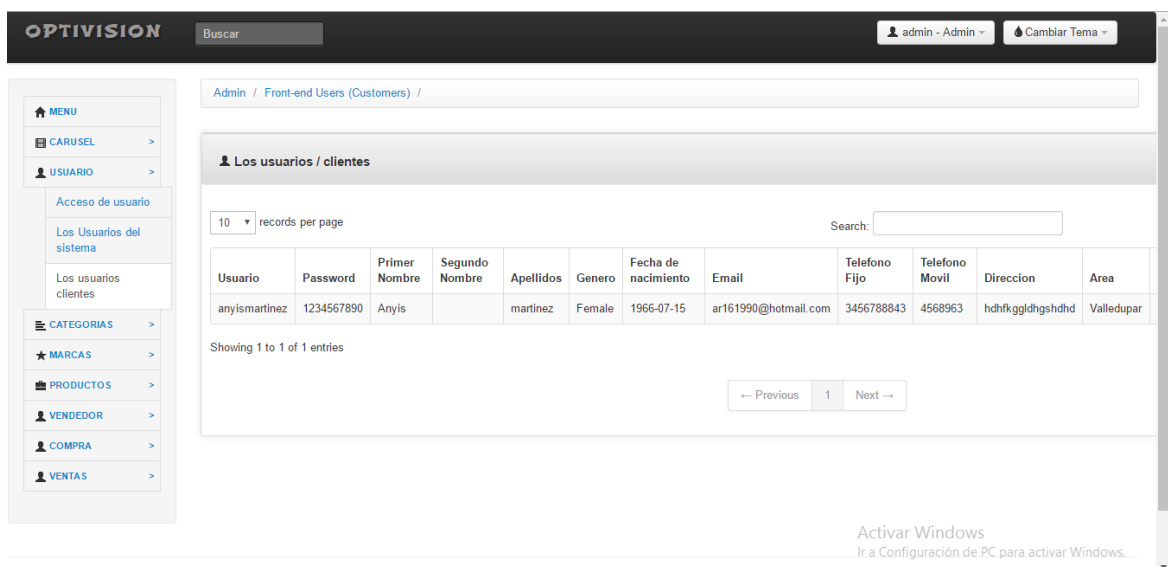 OPTIVISION
Buscar
admin - Admin
Cambiar Tema
MENU
CARUSEL >
USUARIO >
Acceso de usuario
Los Usuarios del
sistema
Los usuarios
clientes
CATEGORIAS >
MARCAS >
PRODUCTOS >
VENDEDOR >
COMPRA >
VENTAS >
Admin / Front-end Users (Customers) /
Los usuarios / clientes
10 records per page
Search:
Usuario Password Primer Nombre Segundo Nombre Apellidos Genero Fecha de nacimiento Email Telefono Fijo Telefono Movil Direccion Area
anyismartinez 1234567890 Anyis martinez Female 1966-07-15 ar161990@hotmail.com 3456788843 4568963 hdhfkggldhgshdhd Valledupar
Showing 1 to 1 of 1 entries
← Previous 1 Next →
Activar Windows
Ir a Configuración de PC para activar Windows.